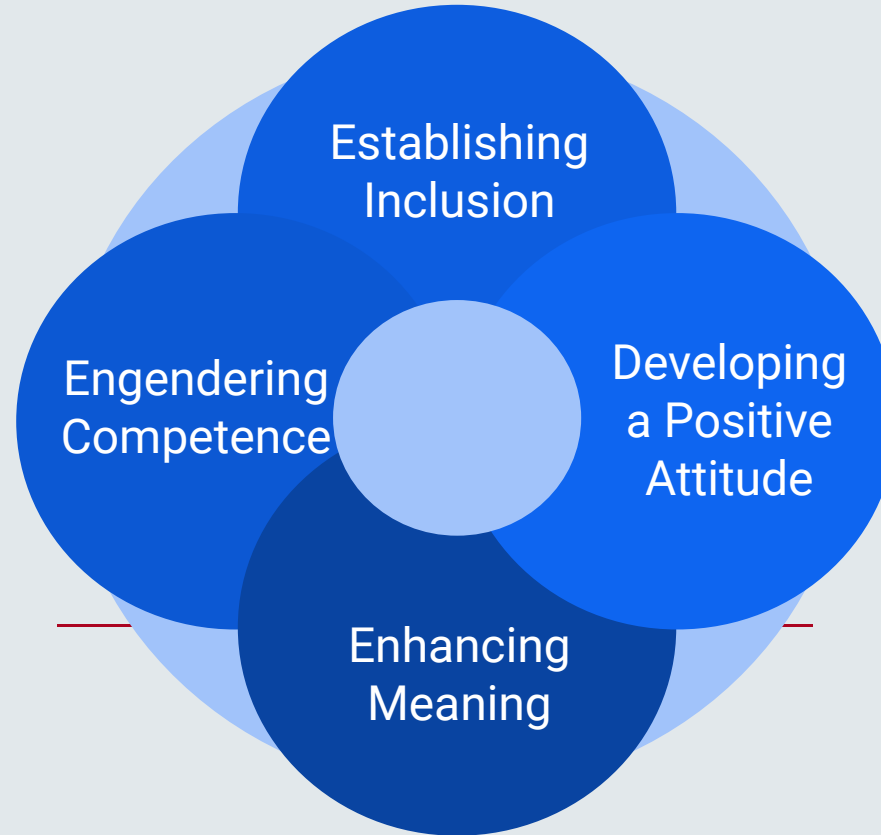 Establishing
Inclusion
Developing
a Positive
Attitude
Engendering
Competence
Enhancing
Meaning